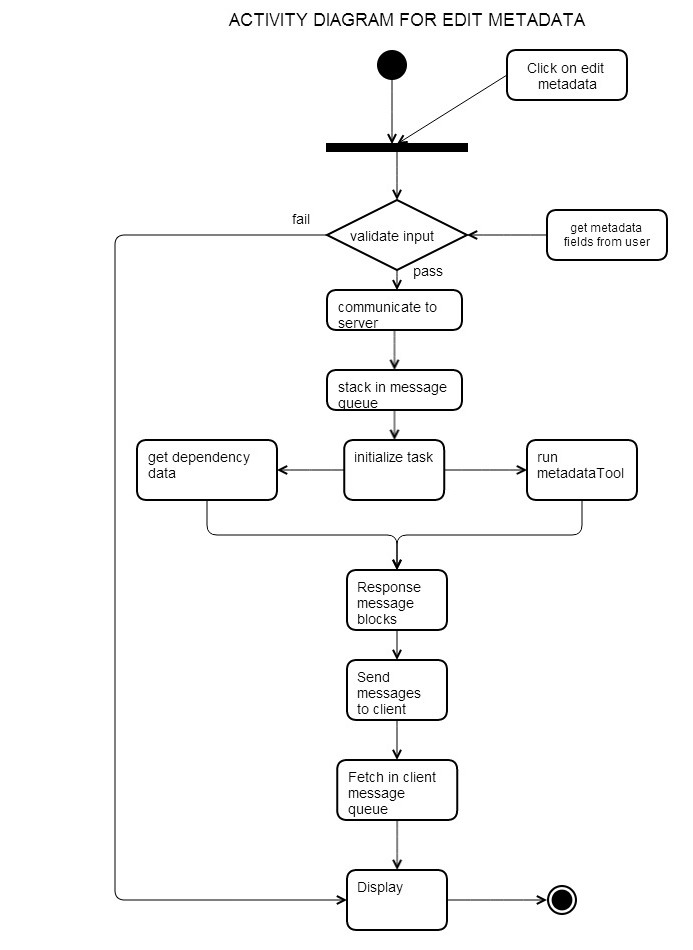 ACTIVITY DIAGRAM FOR EDIT METADATA
Click on edit
metadata
fail
validate input
get metadata
fields from user
pass
communicate to
server
stack in message
queue
get dependency
data
initialize task
run
metadataTool
Response
message
blocks
Send
messages
to client
Fetch in client
message
queue
Display